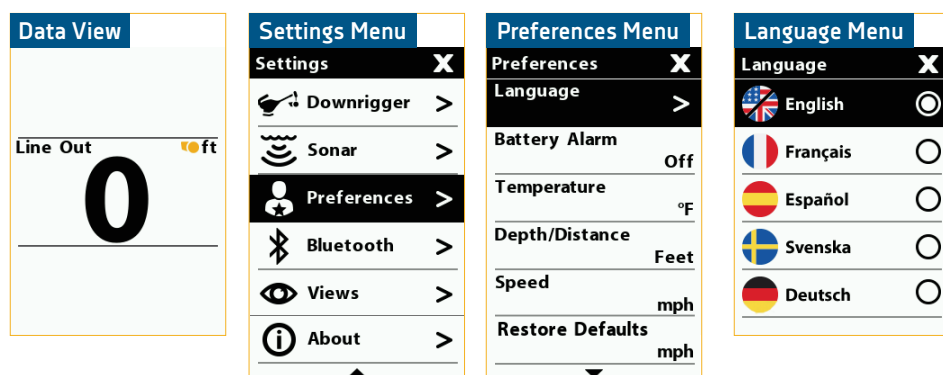 Data View
Line Out ft
0
Settings Menu
Settings X
Downrigger >
Sonar >
Preferences >
Bluetooth >
Views >
About >
Preferences Menu
Preferences X
Language >
Battery Alarm
Off
Temperature
°F
Depth/Distance
Feet
Speed
mph
Restore Defaults
mph
Language Menu
Language X
English
Français
Español
Svenska
Deutsch